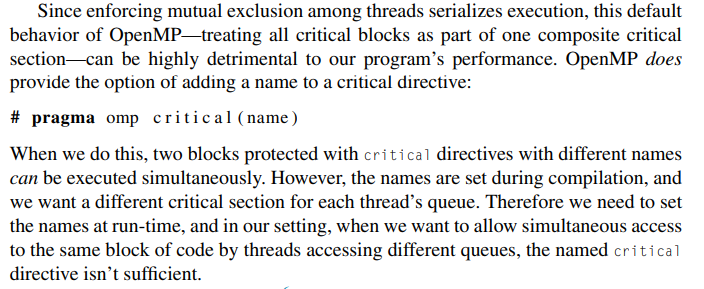 Since enforcing mutual exclusion among threads serializes execution, this default
behavior of OpenMP—treating all critical blocks as part of one composite critical
section—can be highly detrimental to our program's performance. OpenMP does
provide the option of adding a name to a critical directive:
# pragma omp critical(name)
When we do this, two blocks protected with critical directives with different names
can be executed simultaneously. However, the names are set during compilation, and
we want a different critical section for each thread's queue. Therefore we need to set
the names at run-time, and in our setting, when we want to allow simultaneous access
to the same block of code by threads accessing different queues, the named critical
directive isn't sufficient.